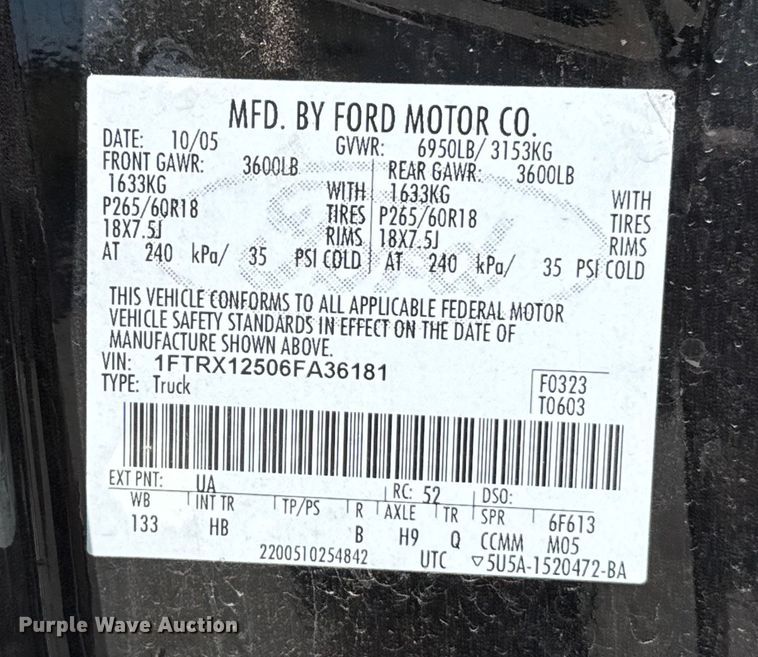 MFD. BY FORD MOTOR CO.
DATE: 10/05 GVWR: 6950LB/ 3153KG
FRONT GAWR: 3600LB REAR GAWR: 3600LB
1633KG WITH 1633KG WITH
P265/60R18 TIRES P265/60R18 TIRES
18X7.5J RIMS 18X7.5J RIMS
AT 240 kPa/ 35 PSI COLD AT 240 kPa/ 35 PSI COLD
Ford
THIS VEHICLE CONFORMS TO ALL APPLICABLE FEDERAL MOTOR
VEHICLE SAFETY STANDARDS IN EFFECT ON THE DATE OF
MANUFACTURE SHOWN ABOVE.
VIN: 1FTRX12506FA36181
TYPE: Truck
F0323
T0603
EXT PNT: UA RC: 52 DSO:
WB INT TR TP/PS R AXLE TR SPR 6F613
133 HB B H9 Q CCMM M05
2200510254842 UTC ▽5U5A-1520472-BA
Purple Wave Auction